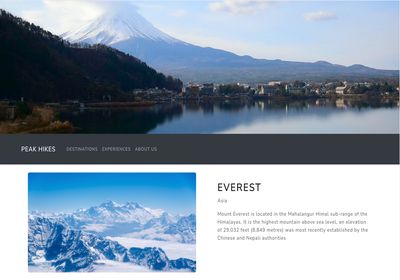 PEAK HIKES DESTINATIONS EXPERIENCES ABOUT US
EVEREST
Asia
Mount Everest is located in the Mahalangur Himal sub-range of the
Himalayas. It is the highest mountain above sea level, an elevation
of 29,032 feet (8,849 metres) was most recently established by the
Chinese and Nepali authorities